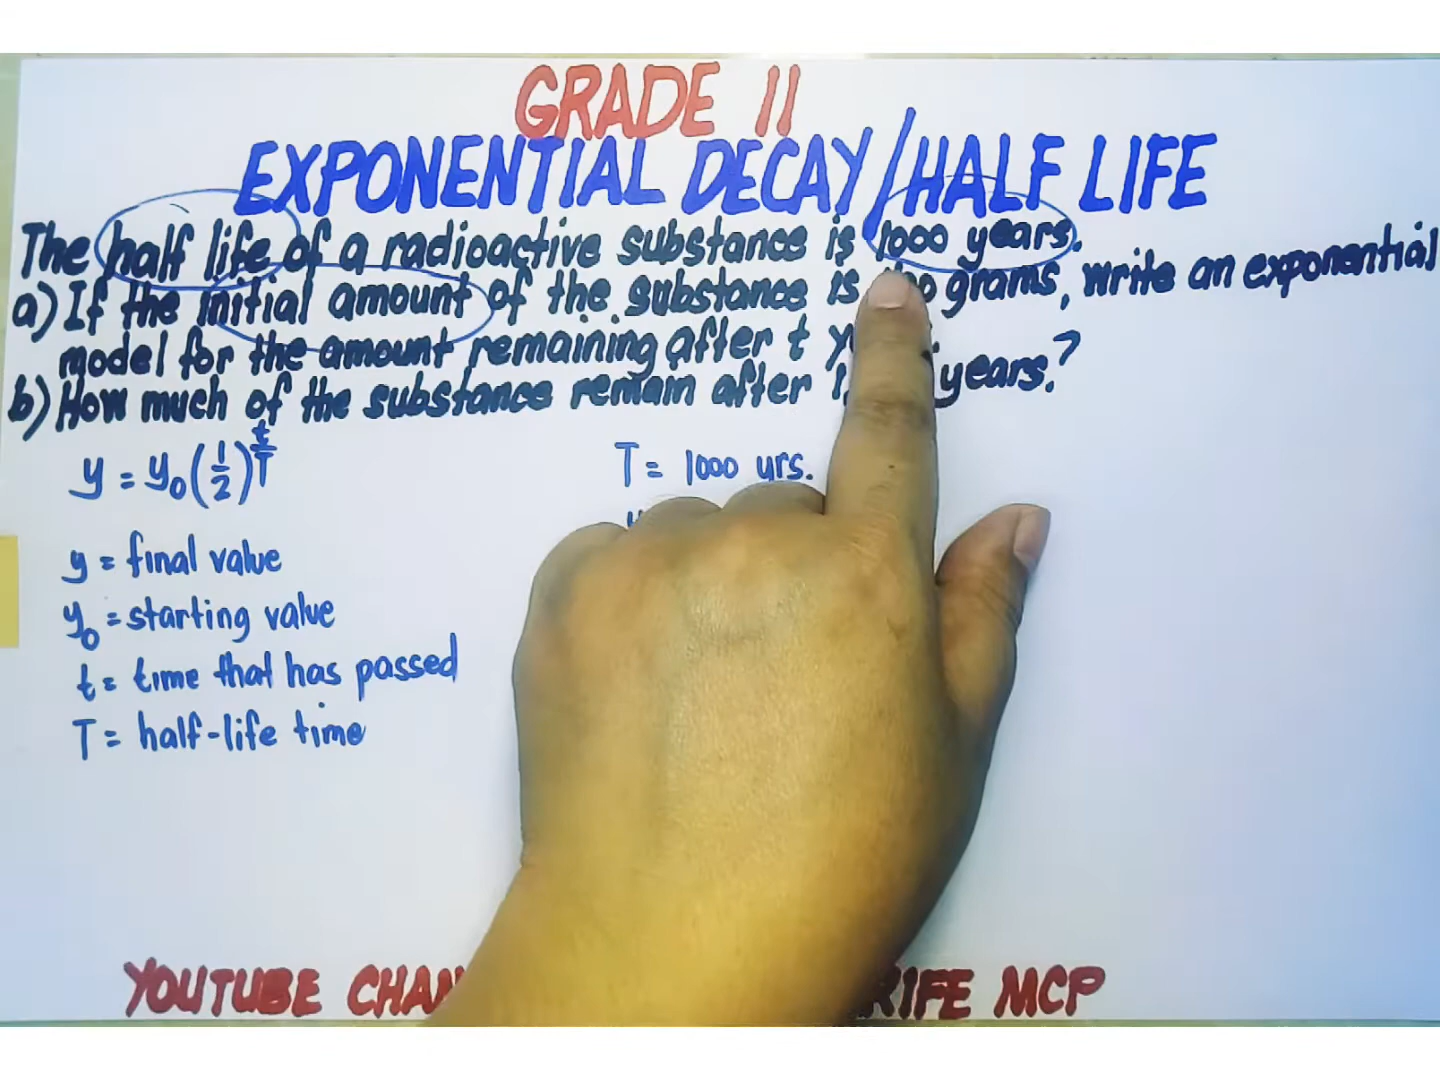 GRADE 11
EXPONENTIAL DECAY/HALF LIFE
The half life of a radioactive substance is 1000 years.
a) If the initial amount of the substance is grams, write an exponential
model for the amount remaining after t
b) How much of the substance remain after years.?
y = y₀(1/2)^(t/T)
T = 1000 yrs.
y = final value
y₀ = starting value
t = time that has passed
T = half-life time
YOUTUBE MCP